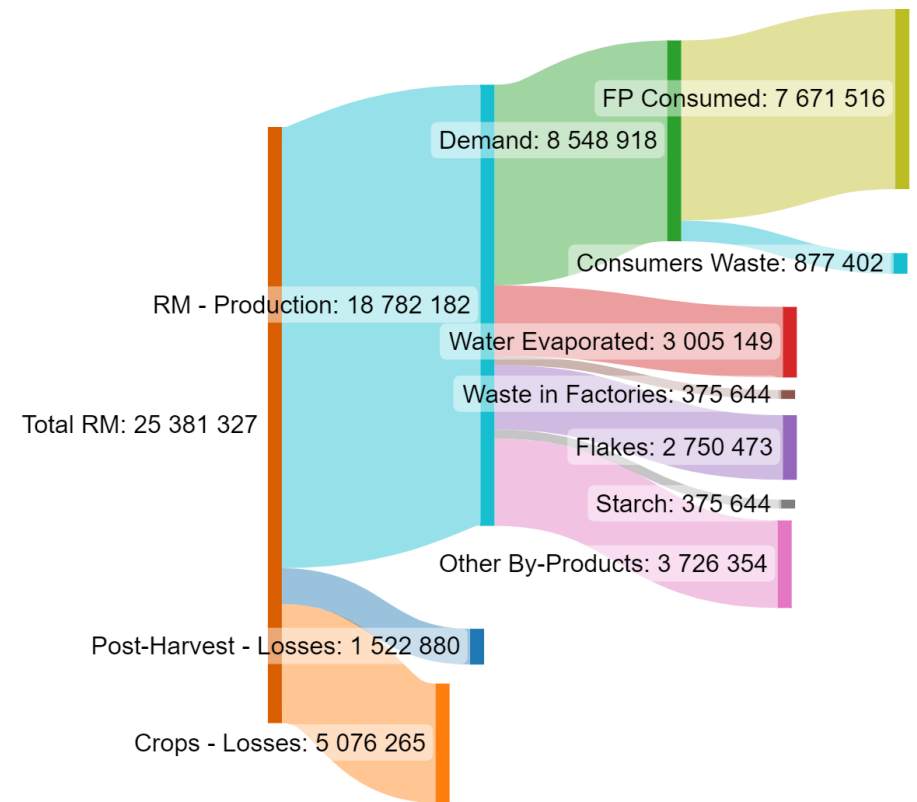 FP Consumed: 7 671 516
Demand: 8 548 918
Consumers Waste: 877 402
RM - Production: 18 782 182
Water Evaporated: 3 005 149
Waste in Factories: 375 644
Total RM: 25 381 327
Flakes: 2 750 473
Starch: 375 644
Other By-Products: 3 726 354
Post-Harvest - Losses: 1 522 880
Crops - Losses: 5 076 265